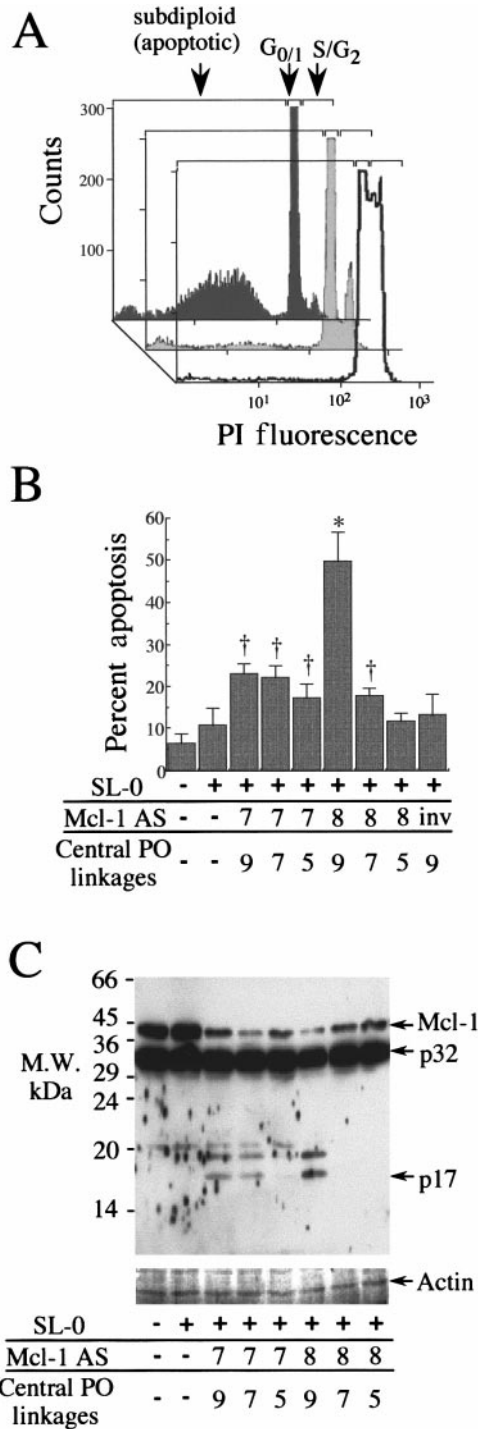 A
subdiploid
(apoptotic)
G0/1 S/G2
300
200
100
Counts
10¹ 10² 10³
PI fluorescence
B
60
50
40
30
20
10
0
Percent apoptosis
† † † * †
SL-0 - + + + + + + + +
Mcl-1 AS - - 7 7 7 8 8 8 inv
Central PO
linkages - - 9 7 5 9 7 5 9
C
66
45
36
29
24
20
14
M.W.
kDa
Mcl-1
p32
p17
Actin
SL-0 - + + + + + + +
Mcl-1 AS - - 7 7 7 8 8 8
Central PO
linkages - - 9 7 5 9 7 5